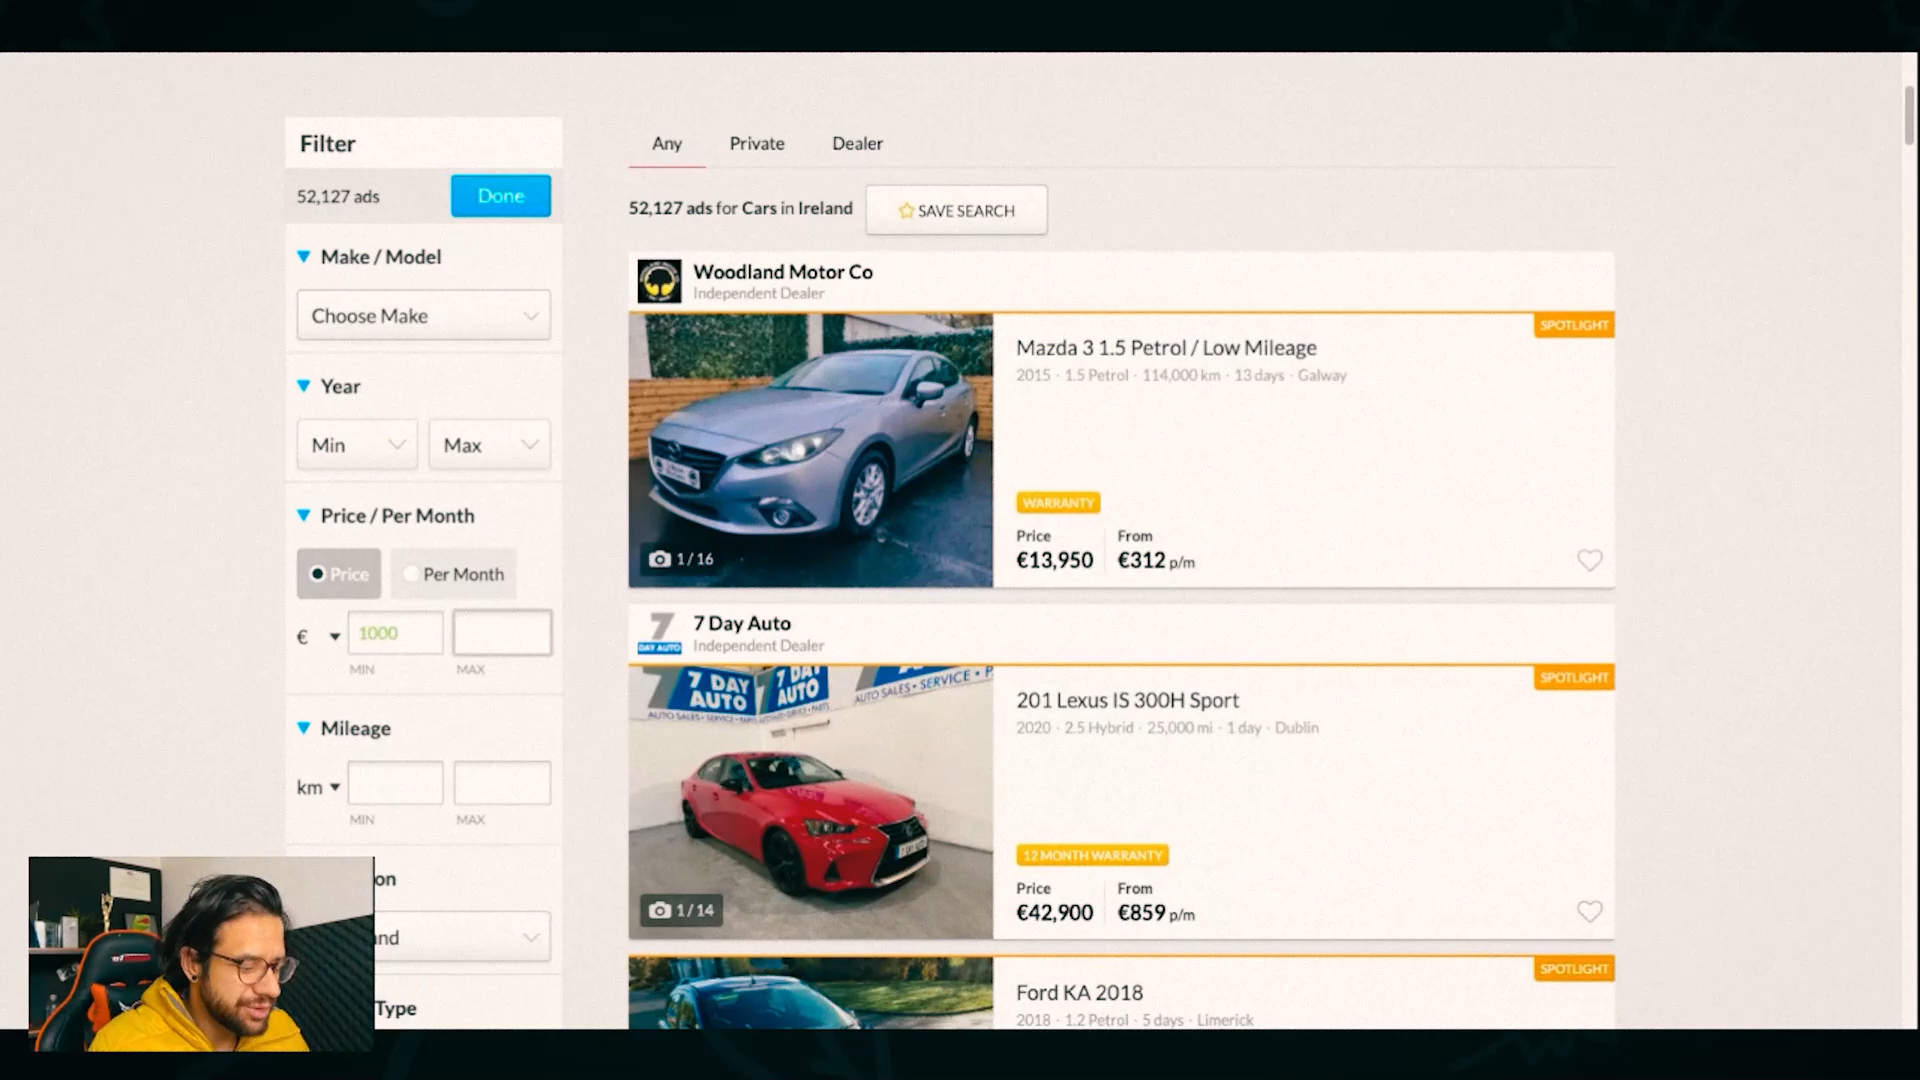 Filter
52,127 ads
Done
Make / Model
Choose Make
Year
Min
Max
Price / Per Month
Price
Per Month
€
1000
MIN
MAX
Mileage
km
MIN
MAX
on
nd
Type
Any
Private
Dealer
52,127 ads for Cars in Ireland
SAVE SEARCH
Woodland Motor Co
Independent Dealer
SPOTLIGHT
Mazda 3 1.5 Petrol / Low Mileage
2015 · 1.5 Petrol · 114,000 km · 13 days · Galway
WARRANTY
Price
From
€13,950
€312 p/m
1 / 16
7
DAY AUTO
7 Day Auto
Independent Dealer
SPOTLIGHT
7 DAY
AUTO
7 DAY
AUTO
AUTO SALES • SERVICE • P
201 Lexus IS 300H Sport
2020 · 2.5 Hybrid · 25,000 mi · 1 day · Dublin
12 MONTH WARRANTY
Price
From
€42,900
€859 p/m
1 / 14
SPOTLIGHT
Ford KA 2018
2018 · 1.2 Petrol · 5 days · Limerick